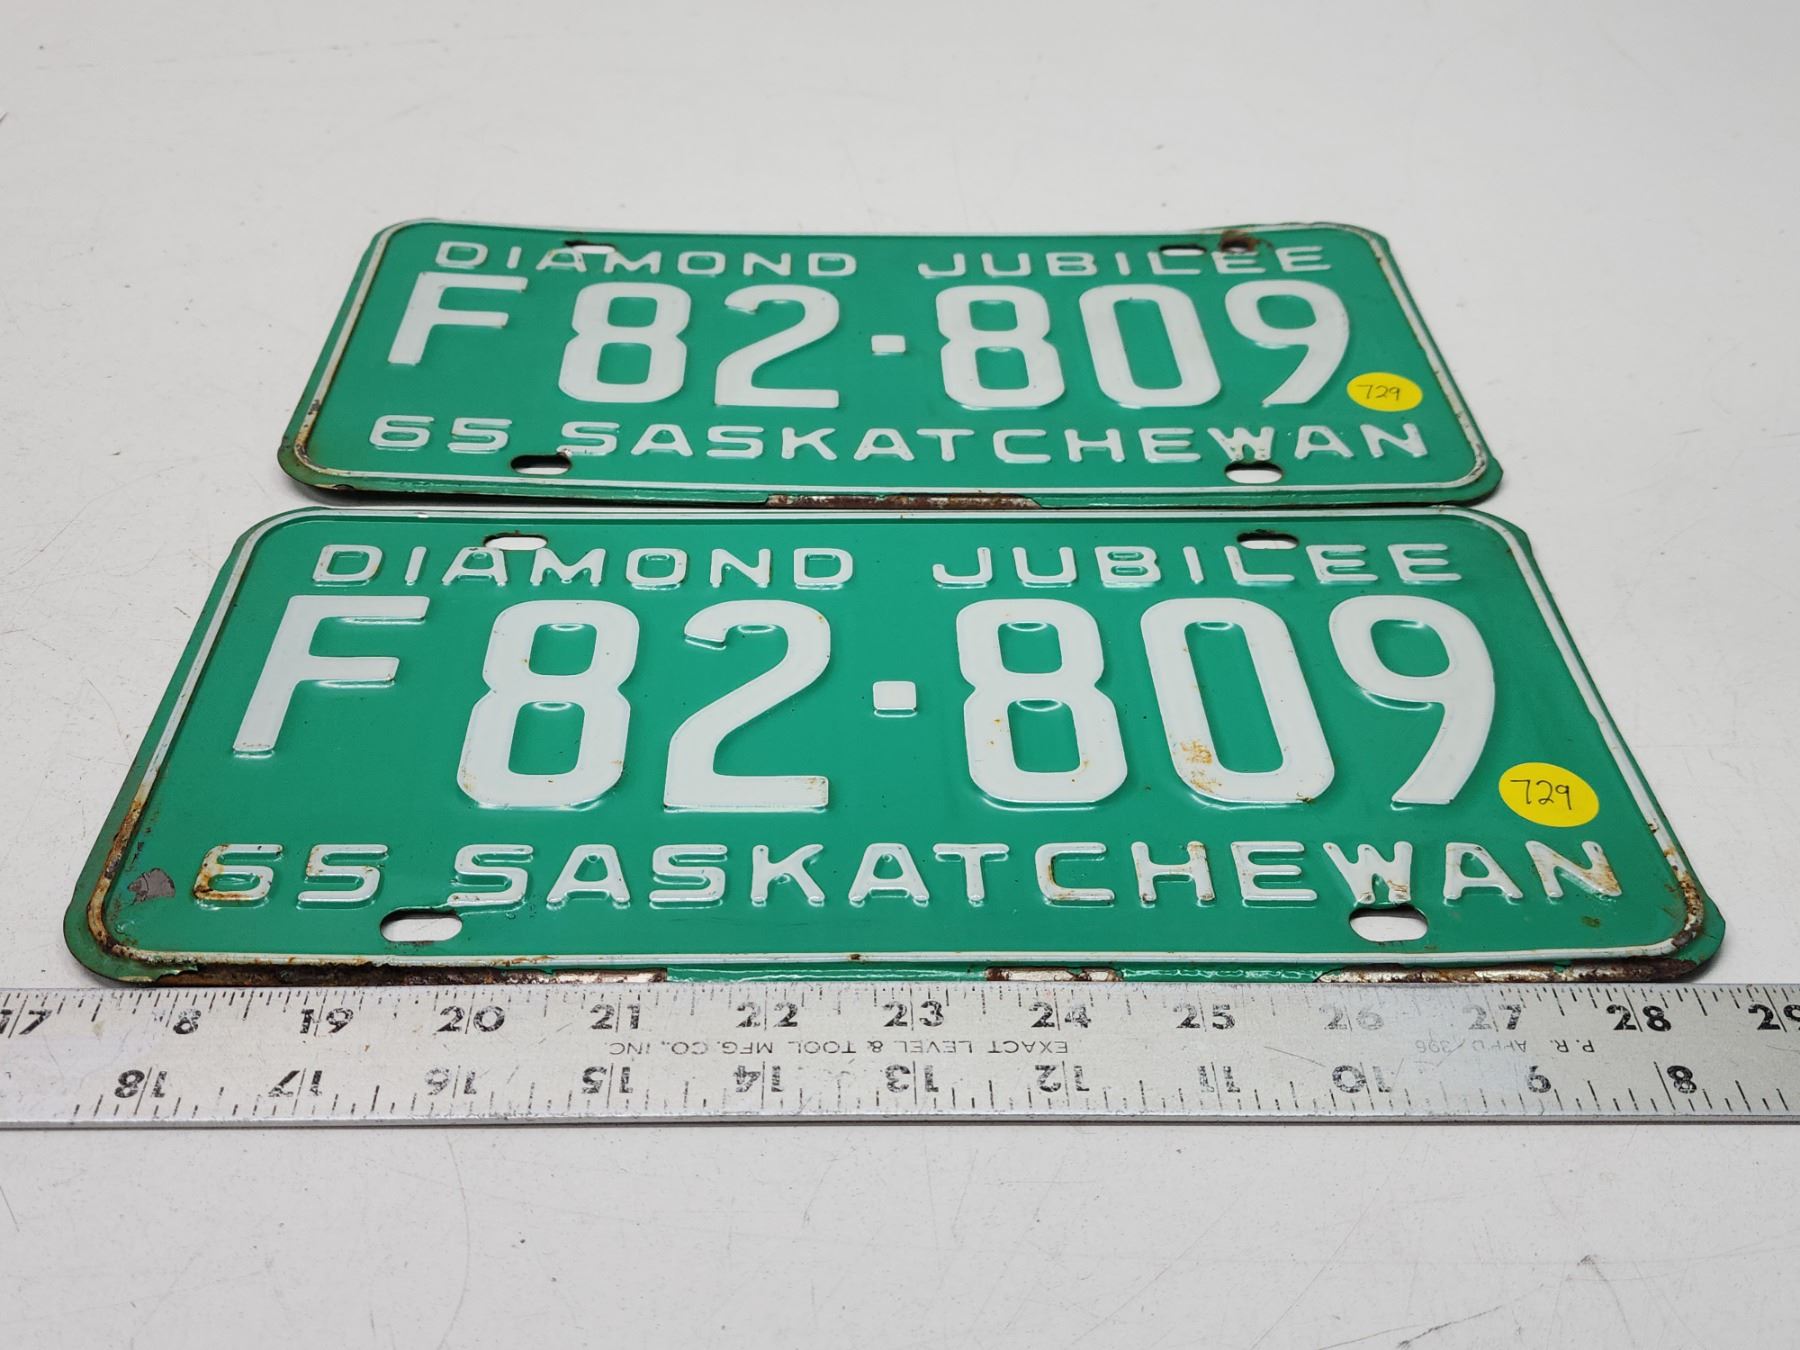 DIAMOND JUBILEE
F82·809
729
65 SASKATCHEWAN
DIAMOND JUBILEE
F82·809
729
65 SASKATCHEWAN
17 18 19 20 21 22 23 24 25 26 27 28 29
EXACT LEVEL & TOOL MFG. CO., INC.
18 17 16 15 14 13 12 11 10 9 8